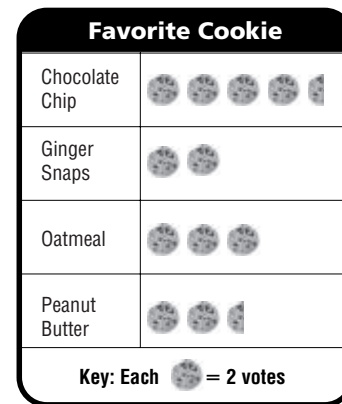 Favorite Cookie
Chocolate
Chip
Ginger
Snaps
Oatmeal
Peanut
Butter
Key: Each = 2 votes